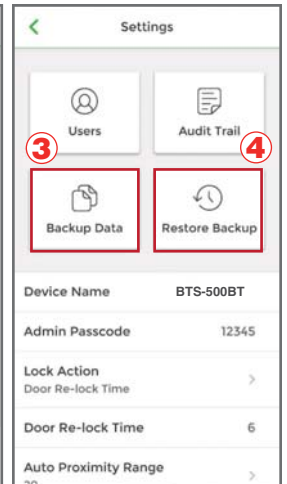 Settings
Users
Audit Trail
3
4
Backup Data
Restore Backup
Device Name BTS-500BT
Admin Passcode 12345
Lock Action
Door Re-lock Time
Door Re-lock Time 6
Auto Proximity Range